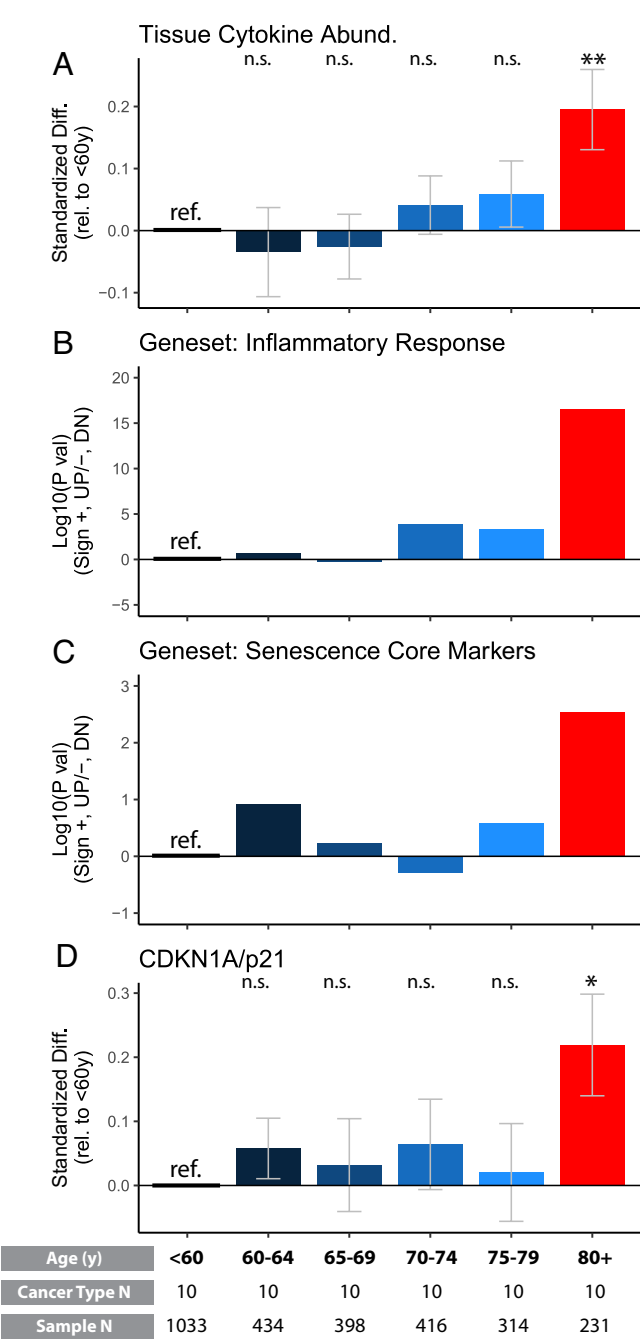 Tissue Cytokine Abund.
A
n.s. n.s. n.s. n.s. **
Standardized Diff.
(rel. to <60y)
0.2
0.1
0.0
−0.1
ref.
B
Geneset: Inflammatory Response
Log10(P val)
(Sign +, UP/−, DN)
20
15
10
5
0
−5
ref.
C
Geneset: Senescence Core Markers
Log10(P val)
(Sign +, UP/−, DN)
3
2
1
0
−1
ref.
D
CDKN1A/p21
n.s. n.s. n.s. n.s. *
Standardized Diff.
(rel. to <60y)
0.3
0.2
0.1
0.0
ref.
Age (y) <60 60-64 65-69 70-74 75-79 80+
Cancer Type N 10 10 10 10 10 10
Sample N 1033 434 398 416 314 231